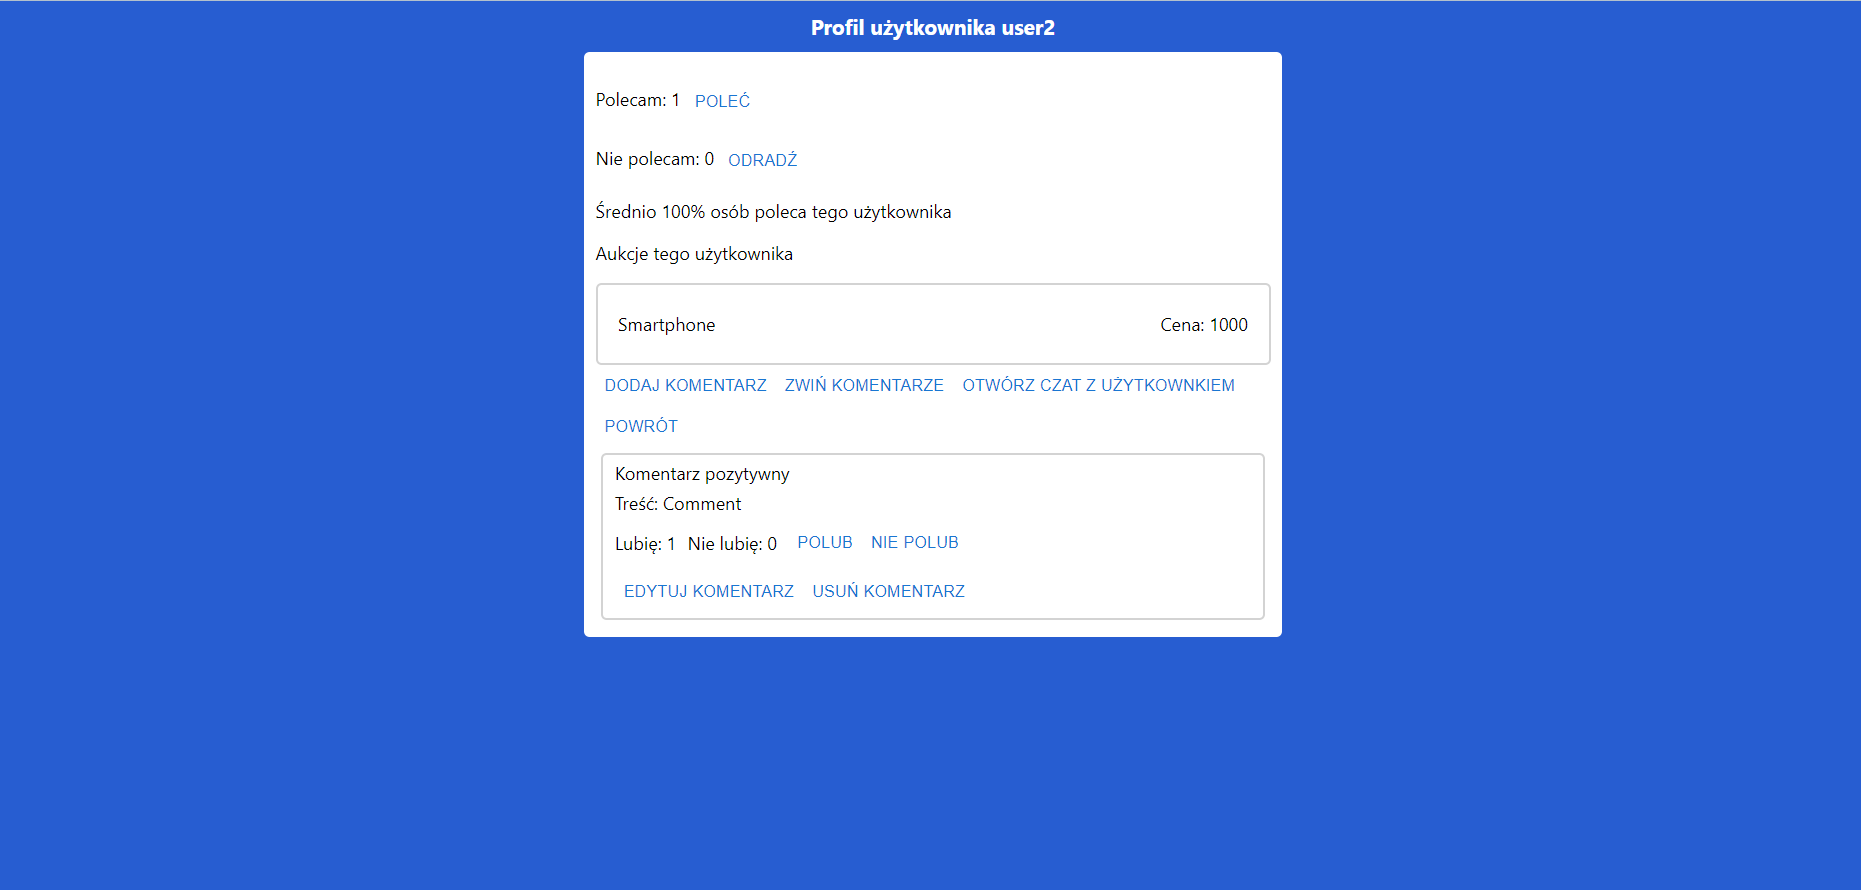 Profil użytkownika user2
Polecam: 1 POLEĆ
Nie polecam: 0 ODRADŹ
Średnio 100% osób poleca tego użytkownika
Aukcje tego użytkownika
Smartphone Cena: 1000
DODAJ KOMENTARZ ZWIŃ KOMENTARZE OTWÓRZ CZAT Z UŻYTKOWNKIEM
POWRÓT
Komentarz pozytywny
Treść: Comment
Lubię: 1 Nie lubię: 0 POLUB NIE POLUB
EDYTUJ KOMENTARZ USUŃ KOMENTARZ